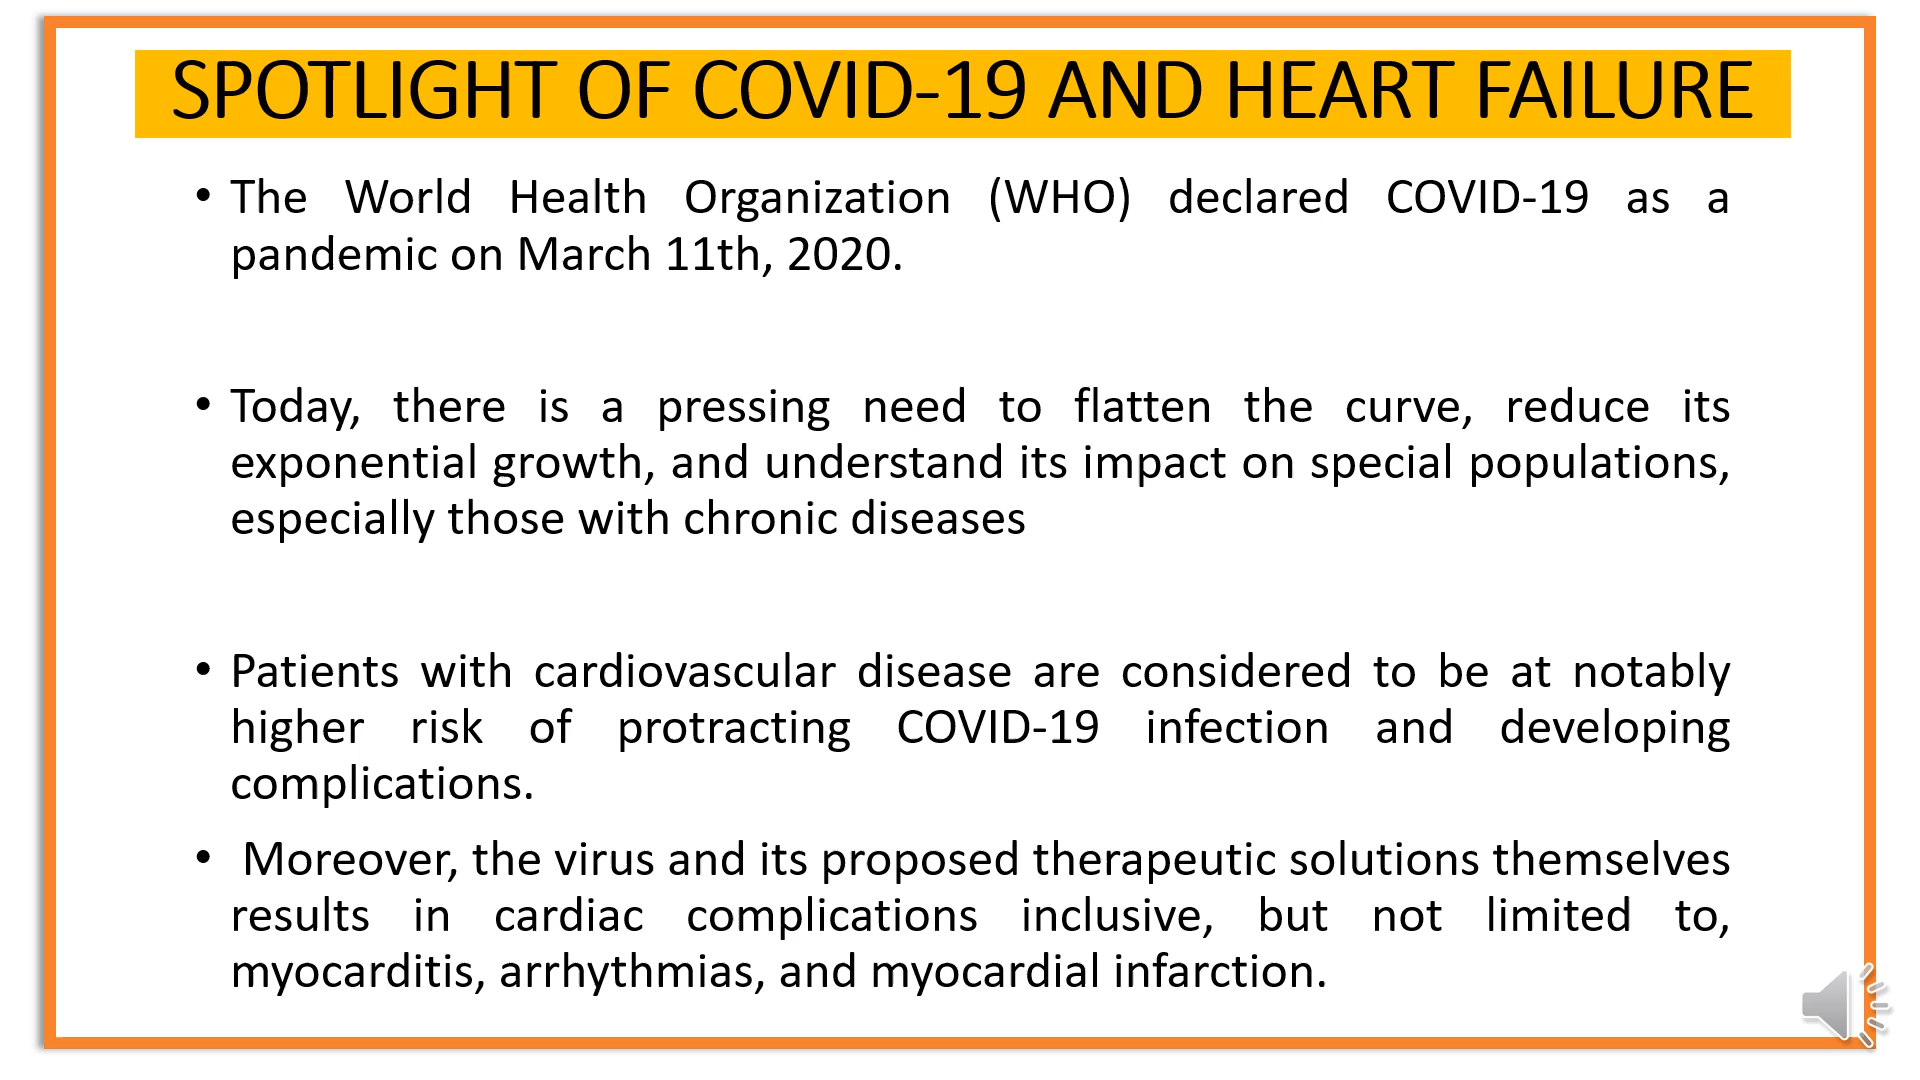 SPOTLIGHT OF COVID-19 AND HEART FAILURE
• The World Health Organization (WHO) declared COVID-19 as a
pandemic on March 11th, 2020.
• Today, there is a pressing need to flatten the curve, reduce its
exponential growth, and understand its impact on special populations,
especially those with chronic diseases
• Patients with cardiovascular disease are considered to be at notably
higher risk of protracting COVID-19 infection and developing
complications.
• Moreover, the virus and its proposed therapeutic solutions themselves
results in cardiac complications inclusive, but not limited to,
myocarditis, arrhythmias, and myocardial infarction.